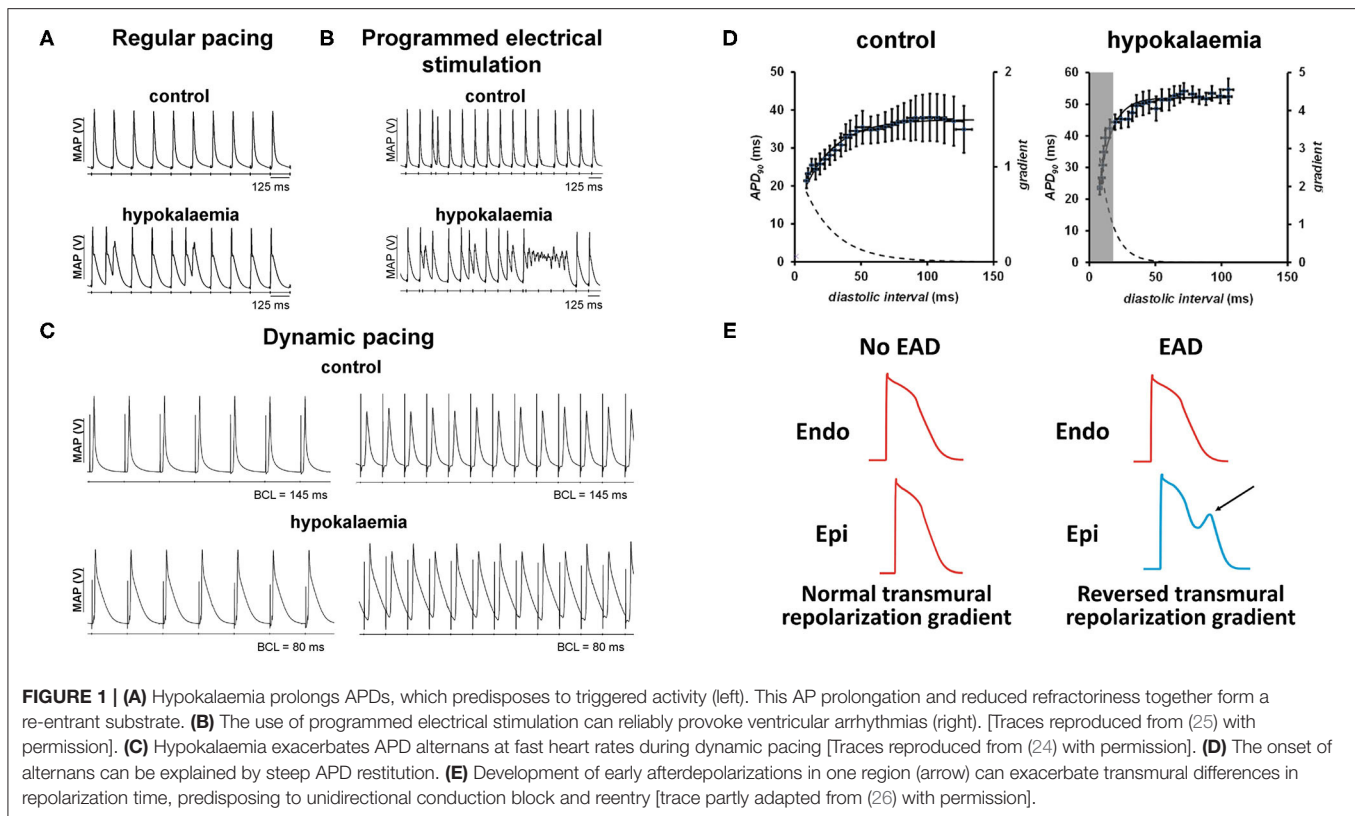 A
Regular pacing
control
MAP (V)
125 ms
hypokalaemia
MAP (V)
125 ms
B
Programmed electrical
stimulation
control
MAP (V)
125 ms
hypokalaemia
MAP (V)
125 ms
C
Dynamic pacing
control
MAP (V)
BCL = 145 ms
BCL = 145 ms
hypokalaemia
MAP (V)
BCL = 80 ms
BCL = 80 ms
D
control
50
40
30
20
10
0
APD90 (ms)
2
1
0
gradient
0 50 100 150
diastolic interval (ms)
hypokalaemia
60
50
40
30
20
10
0
APD90 (ms)
5
4
3
2
1
0
gradient
0 50 100 150
diastolic interval (ms)
E
No EAD
EAD
Endo
Endo
Epi
Epi
Normal transmural
repolarization gradient
Reversed transmural
repolarization gradient
FIGURE 1 | (A) Hypokalaemia prolongs APDs, which predisposes to triggered activity (left). This AP prolongation and reduced refractoriness together form a
re-entrant substrate. (B) The use of programmed electrical stimulation can reliably provoke ventricular arrhythmias (right). [Traces reproduced from (25) with
permission]. (C) Hypokalaemia exacerbates APD alternans at fast heart rates during dynamic pacing [Traces reproduced from (24) with permission]. (D) The onset of
alternans can be explained by steep APD restitution. (E) Development of early afterdepolarizations in one region (arrow) can exacerbate transmural differences in
repolarization time, predisposing to unidirectional conduction block and reentry [trace partly adapted from (26) with permission].